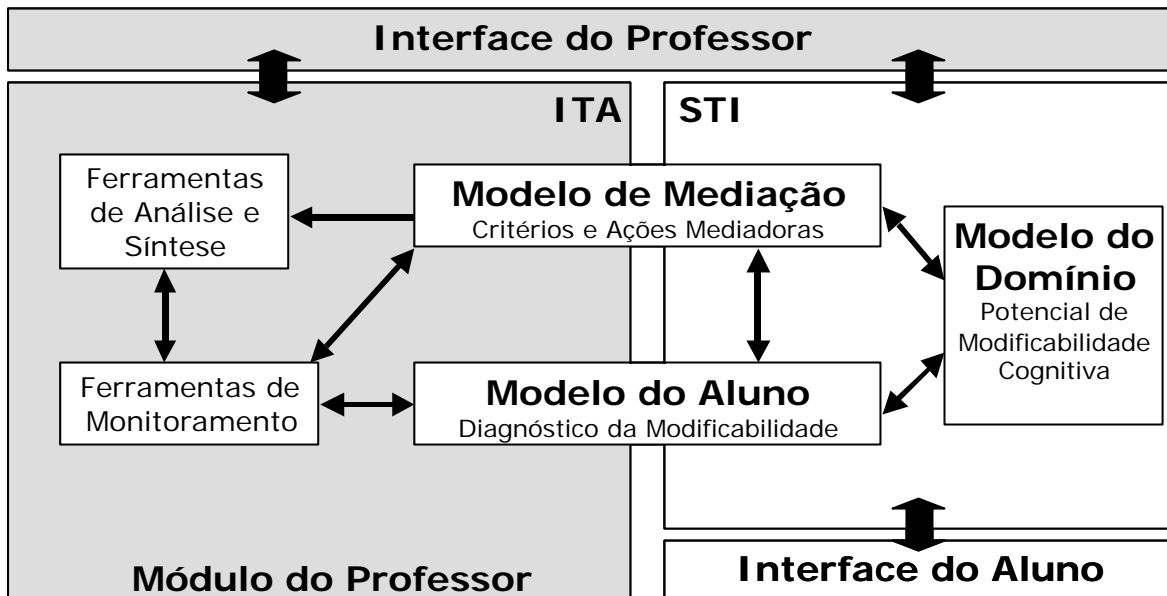 Interface do Professor
ITA
STI
Ferramentas
de Análise e
Síntese
Modelo de Mediação
Critérios e Ações Mediadoras
Modelo do
Domínio
Potencial de
Modificabilidade
Cognitiva
Ferramentas de
Monitoramento
Modelo do Aluno
Diagnóstico da Modificabilidade
Módulo do Professor
Interface do Aluno